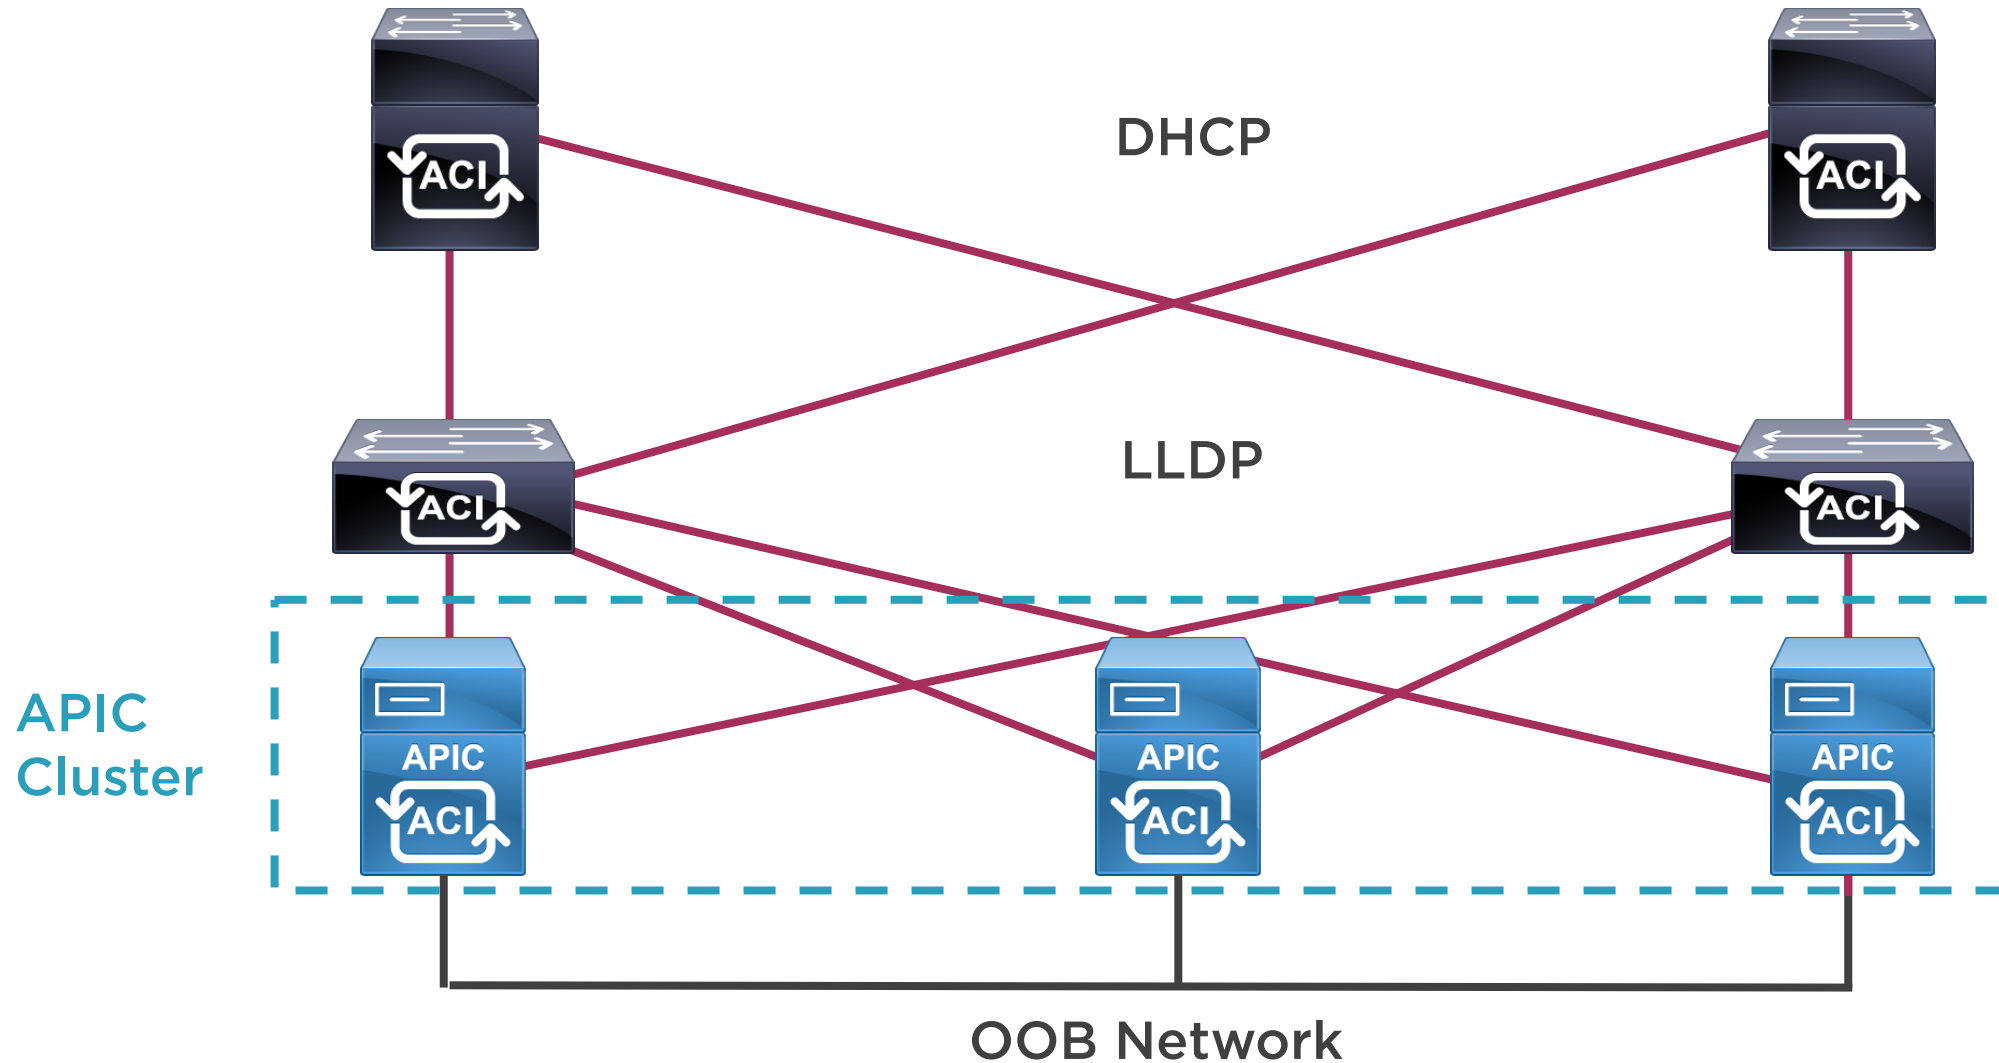 ACI
ACI
DHCP
LLDP
ACI
ACI
APIC
Cluster
APIC
ACI
APIC
ACI
APIC
ACI
OOB Network